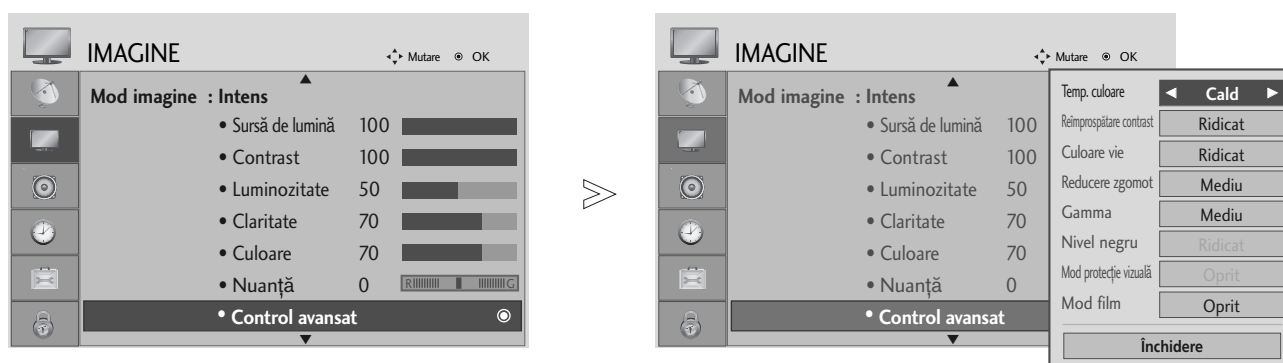 IMAGINE
Mutare OK
Mod imagine : Intens
• Sursă de lumină 100
• Contrast 100
• Luminozitate 50
• Claritate 70
• Culoare 70
• Nuanță 0 R G
• Control avansat
IMAGINE
Mutare OK
Mod imagine : Intens
• Sursă de lumină 100
• Contrast 100
• Luminozitate 50
• Claritate 70
• Culoare 70
• Nuanță 0
• Control avansat
Temp. culoare Cald
Reîmprospătare contrast Ridicat
Culoare vie Ridicat
Reducere zgomot Mediu
Gamma Mediu
Nivel negru Ridicat
Mod protecție vizuală Oprit
Mod film Oprit
Închidere